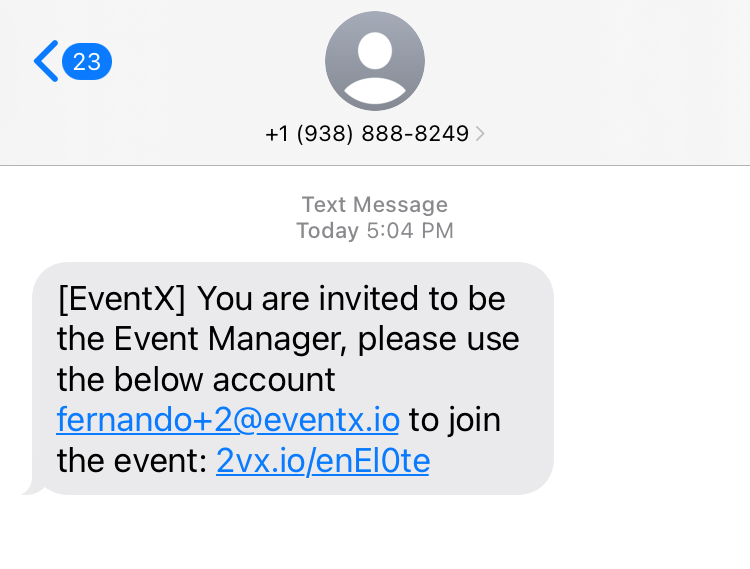 23
+1 (938) 888-8249
Text Message
Today 5:04 PM
[EventX] You are invited to be
the Event Manager, please use
the below account
fernando+2@eventx.io to join
the event: 2vx.io/enEl0te